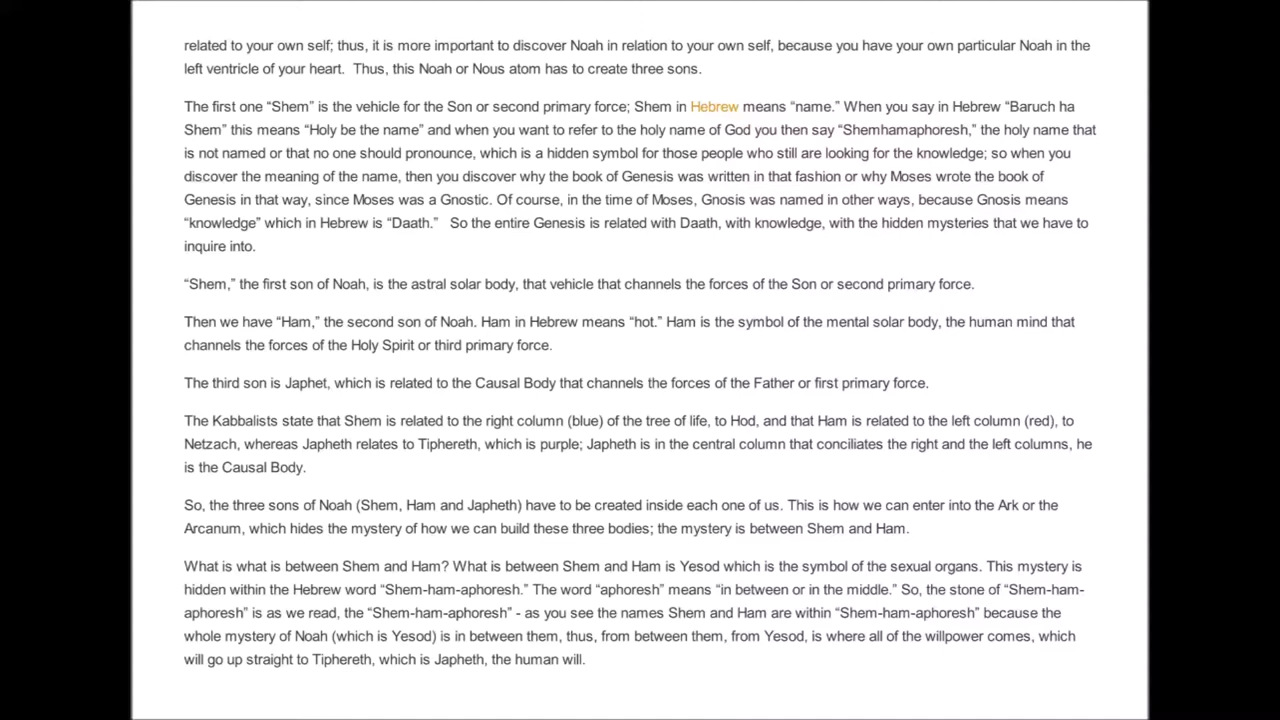 related to your own self; thus, it is more important to discover Noah in relation to your own self, because you have your own particular Noah in the
left ventricle of your heart.  Thus, this Noah or Nous atom has to create three sons.
The first one “Shem” is the vehicle for the Son or second primary force; Shem in Hebrew means “name.” When you say in Hebrew “Baruch ha
Shem” this means “Holy be the name” and when you want to refer to the holy name of God you then say “Shemhamaphoresh,” the holy name that
is not named or that no one should pronounce, which is a hidden symbol for those people who still are looking for the knowledge; so when you
discover the meaning of the name, then you discover why the book of Genesis was written in that fashion or why Moses wrote the book of
Genesis in that way, since Moses was a Gnostic. Of course, in the time of Moses, Gnosis was named in other ways, because Gnosis means
“knowledge” which in Hebrew is “Daath.”   So the entire Genesis is related with Daath, with knowledge, with the hidden mysteries that we have to
inquire into.
“Shem,” the first son of Noah, is the astral solar body, that vehicle that channels the forces of the Son or second primary force.
Then we have “Ham,” the second son of Noah. Ham in Hebrew means “hot.” Ham is the symbol of the mental solar body, the human mind that
channels the forces of the Holy Spirit or third primary force.
The third son is Japhet, which is related to the Causal Body that channels the forces of the Father or first primary force.
The Kabbalists state that Shem is related to the right column (blue) of the tree of life, to Hod, and that Ham is related to the left column (red), to
Netzach, whereas Japheth relates to Tiphereth, which is purple; Japheth is in the central column that conciliates the right and the left columns, he
is the Causal Body.
So, the three sons of Noah (Shem, Ham and Japheth) have to be created inside each one of us. This is how we can enter into the Ark or the
Arcanum, which hides the mystery of how we can build these three bodies; the mystery is between Shem and Ham.
What is what is between Shem and Ham? What is between Shem and Ham is Yesod which is the symbol of the sexual organs. This mystery is
hidden within the Hebrew word “Shem-ham-aphoresh.” The word “aphoresh” means “in between or in the middle.” So, the stone of “Shem-ham-
aphoresh” is as we read, the “Shem-ham-aphoresh” - as you see the names Shem and Ham are within “Shem-ham-aphoresh” because the
whole mystery of Noah (which is Yesod) is in between them, thus, from between them, from Yesod, is where all of the willpower comes, which
will go up straight to Tiphereth, which is Japheth, the human will.